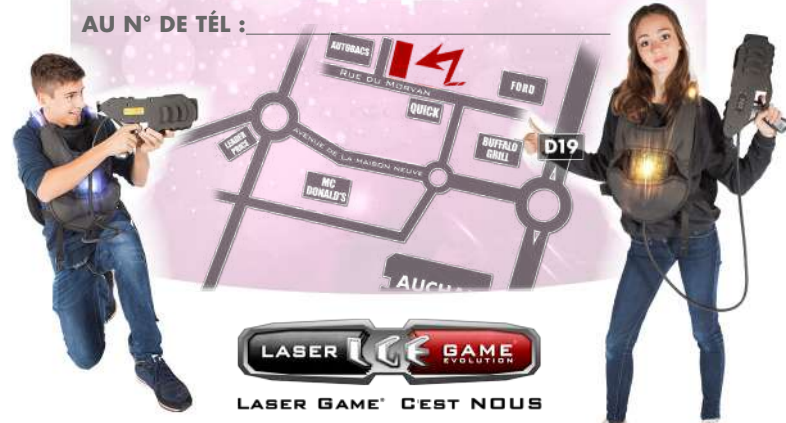 AU N° DE TÉL :
AUTOBACS
RUE DU MORVAN
FORD
QUICK
LEADER
PRICE
AVENUE DE LA MAISON NEUVE
BUFFALO
GRILL
D19
MC
DONALD'S
AUCHA
LASER LGE GAME®
EVOLUTION
LASER GAME® C'EST NOUS